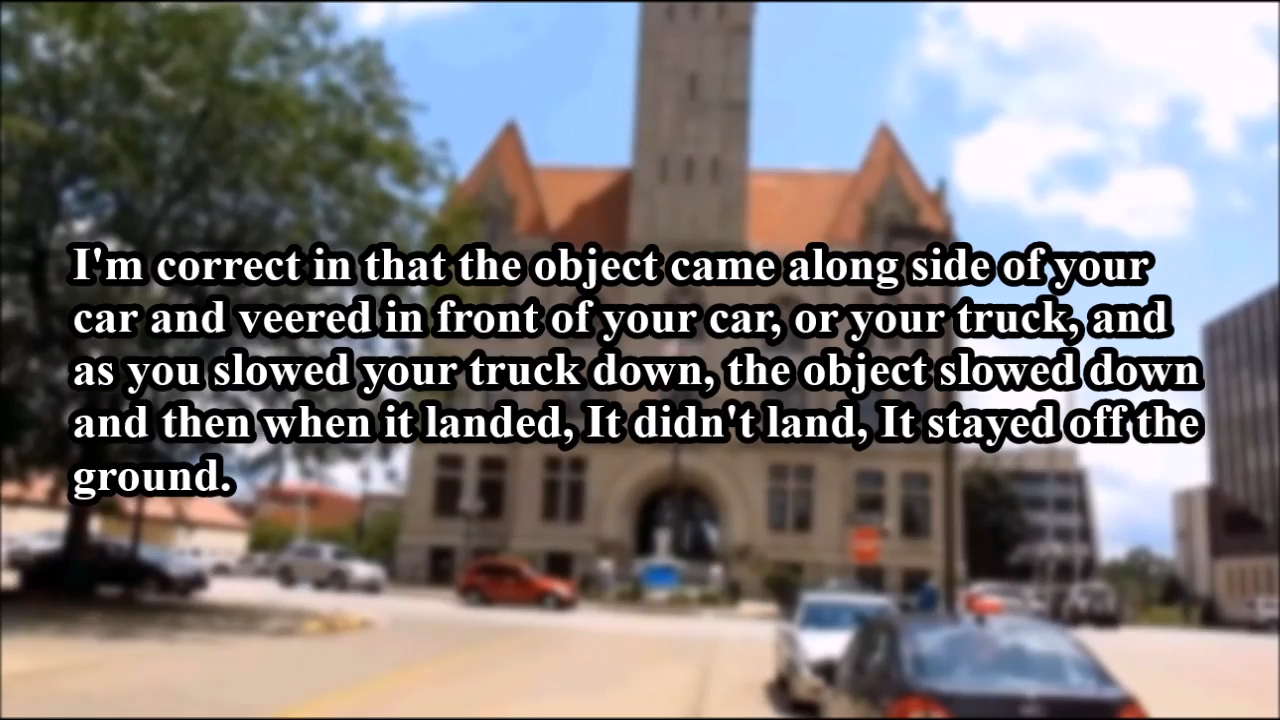 I'm correct in that the object came along side of your
car and veered in front of your car, or your truck, and
as you slowed your truck down, the object slowed down
and then when it landed, It didn't land, It stayed off the
ground.